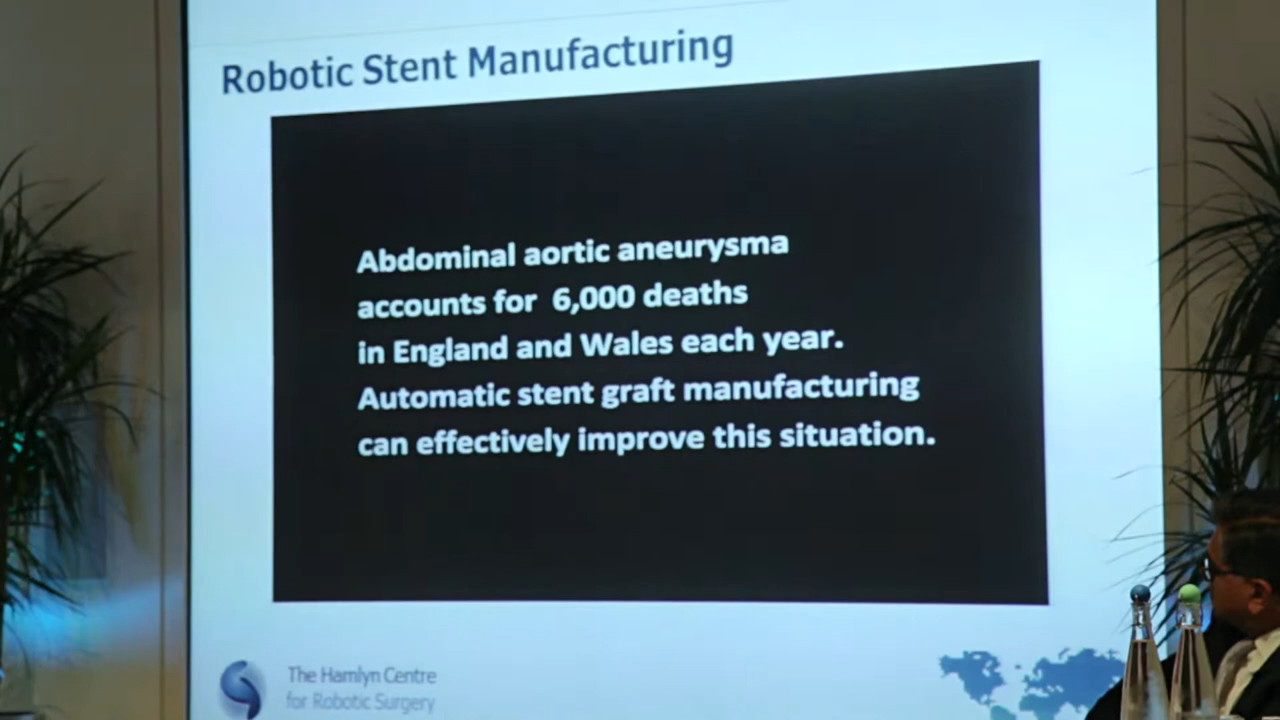 Robotic Stent Manufacturing
Abdominal aortic aneurysma
accounts for 6,000 deaths
in England and Wales each year.
Automatic stent graft manufacturing
can effectively improve this situation.
The Hamlyn Centre
for Robotic Surgery